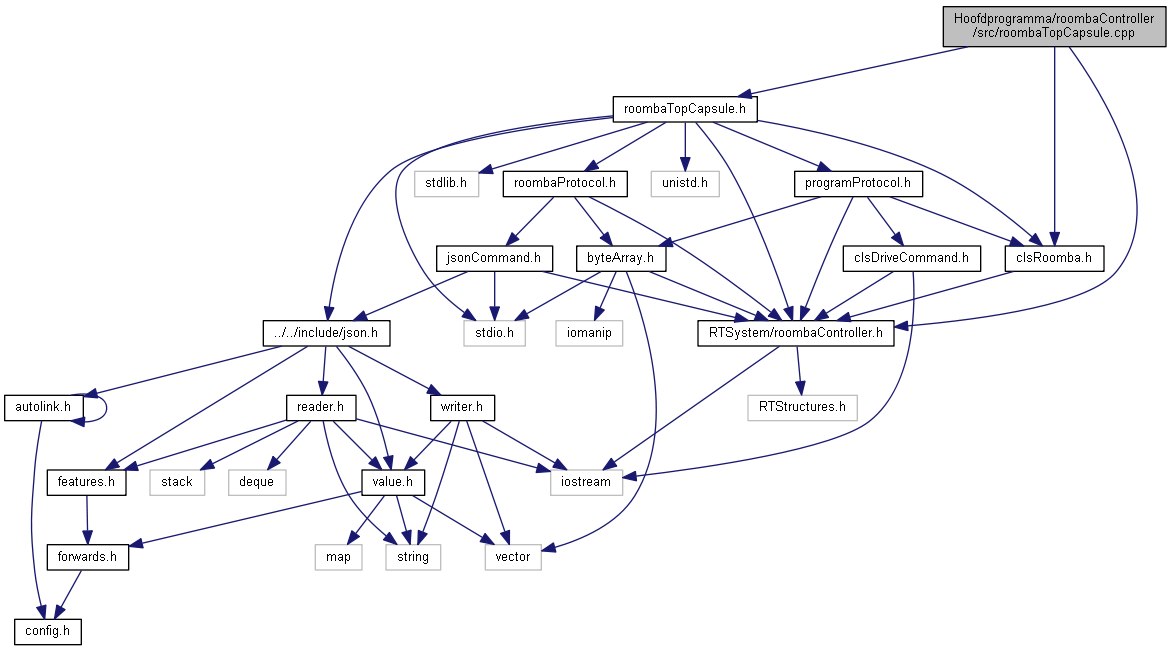 Hoofdprogramma/roombaController
/src/roombaTopCapsule.cpp
roombaTopCapsule.h
stdlib.h
roombaProtocol.h
unistd.h
programProtocol.h
jsonCommand.h
byteArray.h
clsDriveCommand.h
clsRoomba.h
../../include/json.h
stdio.h
iomanip
RTSystem/roombaController.h
autolink.h
reader.h
writer.h
RTStructures.h
features.h
stack
deque
value.h
iostream
forwards.h
map
string
vector
config.h